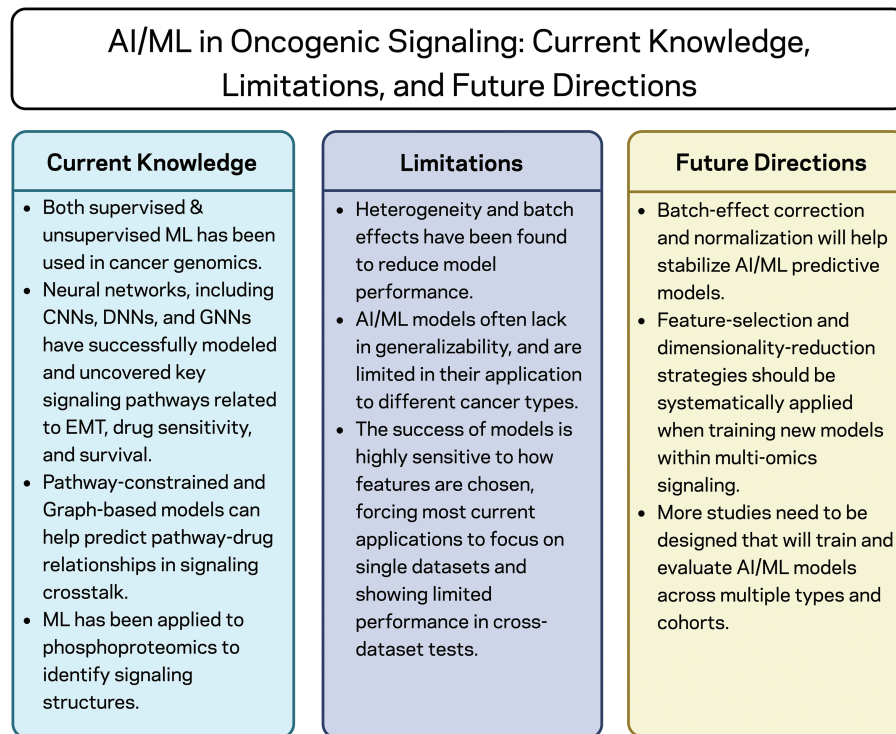 AI/ML in Oncogenic Signaling: Current Knowledge,
Limitations, and Future Directions
Current Knowledge
• Both supervised &
unsupervised ML has been
used in cancer genomics.
• Neural networks, including
CNNs, DNNs, and GNNs
have successfully modeled
and uncovered key
signaling pathways related
to EMT, drug sensitivity,
and survival.
• Pathway-constrained and
Graph-based models can
help predict pathway-drug
relationships in signaling
crosstalk.
• ML has been applied to
phosphoproteomics to
identify signaling
structures.
Limitations
• Heterogeneity and batch
effects have been found
to reduce model
performance.
• AI/ML models often lack
in generalizability, and are
limited in their application
to different cancer types.
• The success of models is
highly sensitive to how
features are chosen,
forcing most current
applications to focus on
single datasets and
showing limited
performance in cross-
dataset tests.
Future Directions
• Batch-effect correction
and normalization will help
stabilize AI/ML predictive
models.
• Feature-selection and
dimensionality-reduction
strategies should be
systematically applied
when training new models
within multi-omics
signaling.
• More studies need to be
designed that will train and
evaluate AI/ML models
across multiple types and
cohorts.